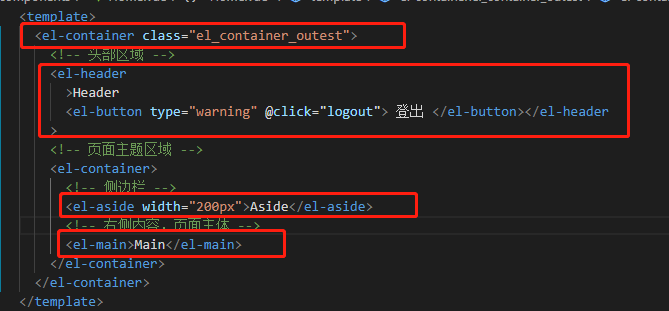 <template>
<el-container class="el_container_outest">
<!-- 头部区域 -->
<el-header
>Header
<el-button type="warning" @click="logout"> 登出 </el-button></el-header
>
<!-- 页面主题区域 -->
<el-container>
<!-- 侧边栏 -->
<el-aside width="200px">Aside</el-aside>
<!-- 右侧内容，页面主体 -->
<el-main>Main</el-main>
</el-container>
</el-container>
</template>